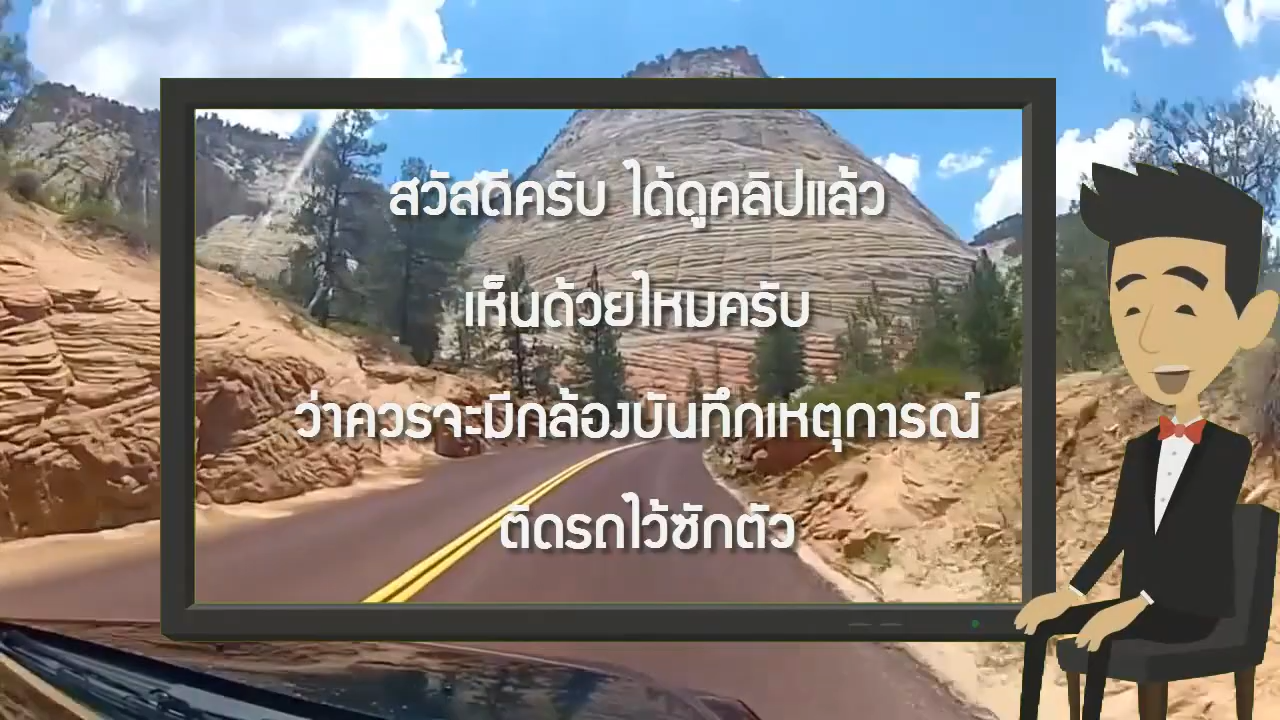 สวัสดีครับ ได้ดูคลิปแล้ว
เห็นด้วยไหมครับ
ว่าควรจะมีกล้องบันทึกเหตุการณ์
ติดรถไว้ซักตัว